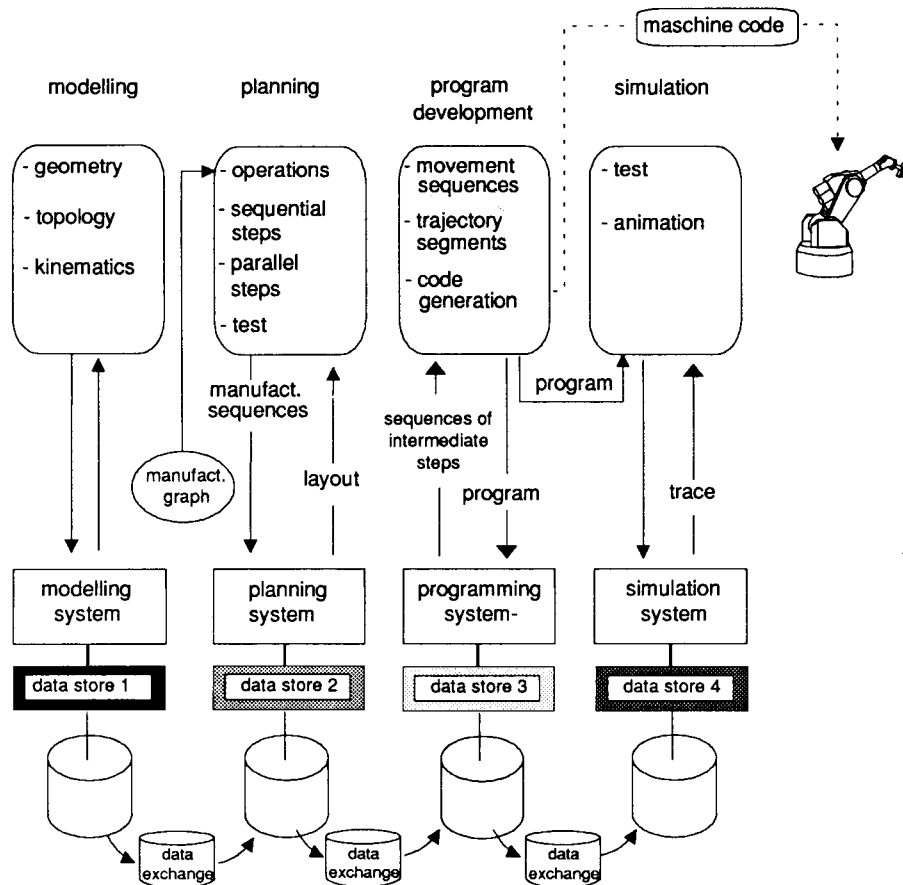 maschine code
modelling
planning
program
development
simulation
- geometry
- topology
- kinematics
- operations
- sequential
steps
- parallel
steps
- test
- movement
sequences
- trajectory
segments
- code
generation
- test
- animation
manufact.
sequences
program
sequences of
intermediate
steps
manufact.
graph
layout
program
trace
modelling
system
planning
system
programming
system-
simulation
system
data store 1
data store 2
data store 3
data store 4
data
exchange
data
exchange
data
exchange